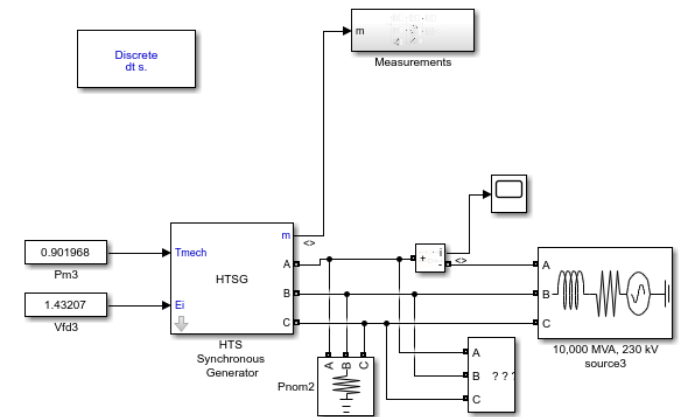 Discrete
dt s.
m
Measurements
0.901968
Pm3
1.43207
Vfd3
Tmech
Ei
HTSG
m
A
B
C
<>
HTS
Synchronous
Generator
A
B
C
Pnom2
+
i
-
<>
A
B
C
? ? ?
A
B
C
10,000 MVA, 230 kV
source3